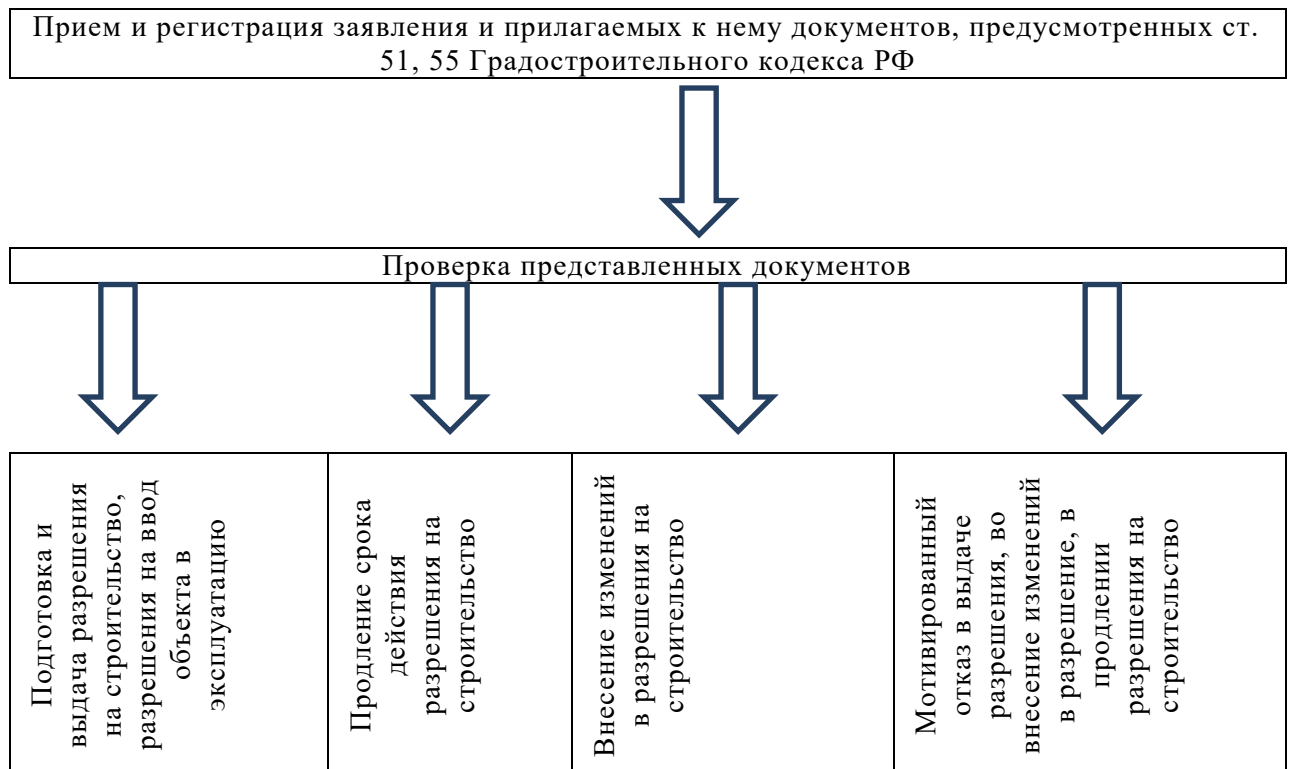 Прием и регистрация заявления и прилагаемых к нему документов, предусмотренных ст.
51, 55 Градостроительного кодекса РФ
Проверка представленных документов
Подготовка и
выдача разрешения
на строительство,
разрешения на ввод
объекта в
эксплуатацию
Продление срока
действия
разрешения на
строительство
Внесение изменений
в разрешения на
строительство
Мотивированный
отказ в выдаче
разрешения, во
внесение изменений
в разрешение, в
продлении
разрешения на
строительство